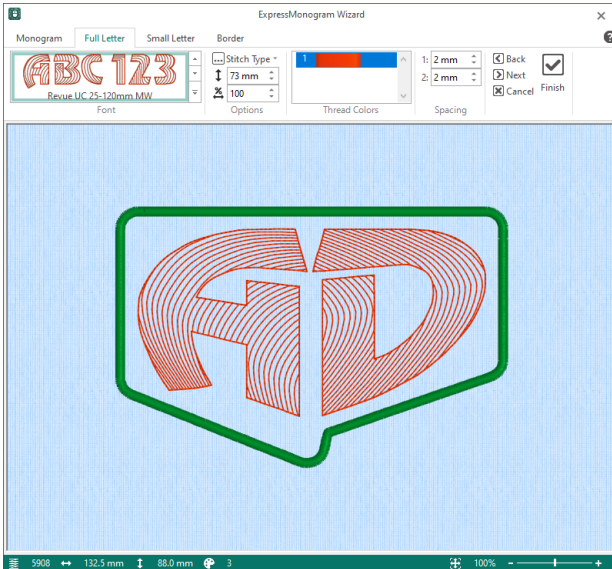 ExpressMonogram Wizard
Monogram Full Letter Small Letter Border
ABC 123
Revue UC 25-120mm MW
Font
... Stitch Type
73 mm
% 100
Options
1
Thread Colors
1: 2 mm
2: 2 mm
Spacing
Back
Next
Cancel
Finish
AD
5908 132.5 mm 88.0 mm 3 100% - +